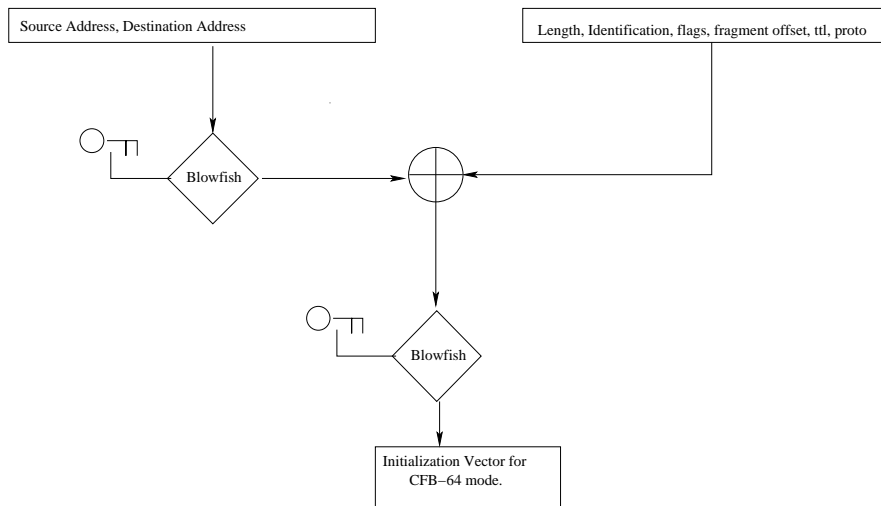 Source Address, Destination Address
Length, Identification, flags, fragment offset, ttl, proto
Blowfish
Blowfish
Initialization Vector for
CFB−64 mode.